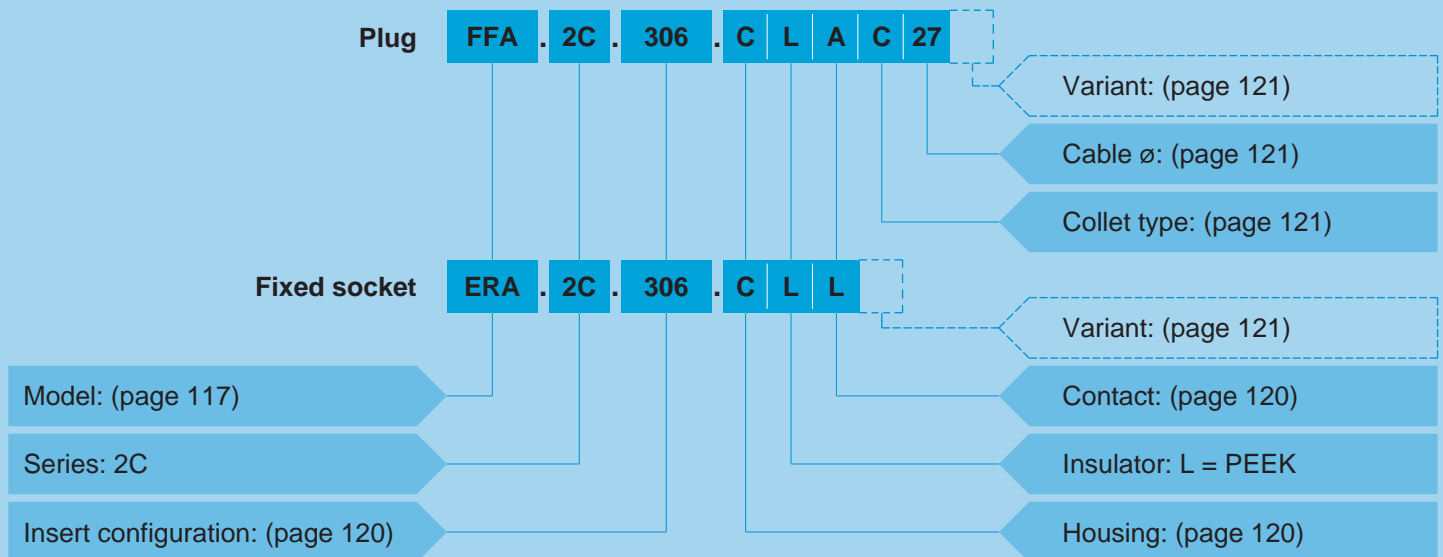 Plug FFA . 2C . 306 . C L A C 27
Variant: (page 121)
Cable ø: (page 121)
Collet type: (page 121)
Fixed socket ERA . 2C . 306 . C L L
Variant: (page 121)
Model: (page 117) Contact: (page 120)
Series: 2C Insulator: L = PEEK
Insert configuration: (page 120) Housing: (page 120)